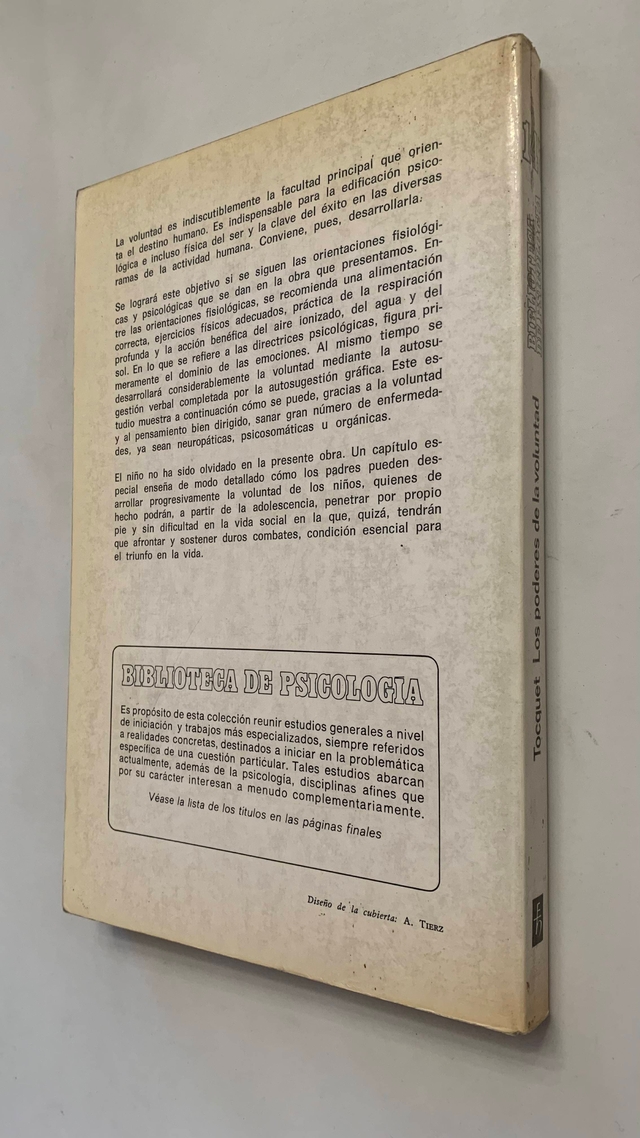 La voluntad es indiscutiblemente la facultad principal que orien-
ta el destino humano. Es indispensable para la edificación psico-
lógica e incluso física del ser y la clave del éxito en las diversas
ramas de la actividad humana. Conviene, pues, desarrollarla.
Se logrará este objetivo si se siguen las orientaciones fisiológi-
cas y psicológicas que se dan en la obra que presentamos. En-
tre las orientaciones fisiológicas, se recomienda una alimentación
correcta, ejercicios físicos adecuados, práctica de la respiración
profunda y la acción benéfica del aire ionizado, del agua y del
sol. En lo que se refiere a las directrices psicológicas, figura pri-
meramente el dominio de las emociones. Al mismo tiempo se
desarrollará considerablemente la voluntad mediante la autosu-
gestión verbal completada por la autosugestión gráfica. Este es-
tudio muestra a continuación cómo se puede, gracias a la voluntad
y al pensamiento bien dirigido, sanar gran número de enfermeda-
des, ya sean neuropáticas, psicosomáticas u orgánicas.
El niño no ha sido olvidado en la presente obra. Un capítulo es-
pecial enseña de modo detallado cómo los padres pueden des-
arrollar progresivamente la voluntad de los niños, quienes de
hecho podrán, a partir de la adolescencia, penetrar por propio
pie y sin dificultad en la vida social en la que, quizá, tendrán
que afrontar y sostener duros combates, condición esencial para
el triunfo en la vida.
BIBLIOTECA DE PSICOLOGIA
Es propósito de esta colección reunir estudios generales a nivel
de iniciación y trabajos más especializados, siempre referidos
a realidades concretas, destinados a iniciar en la problemática
específica de una cuestión particular. Tales estudios abarcan
actualmente, además de la psicología, disciplinas afines que
por su carácter interesan a menudo complementariamente.
Véase la lista de los titulos en las páginas finales
Diseño de la cubierta: A. TIERZ
Tocquet Los poderes de la voluntad